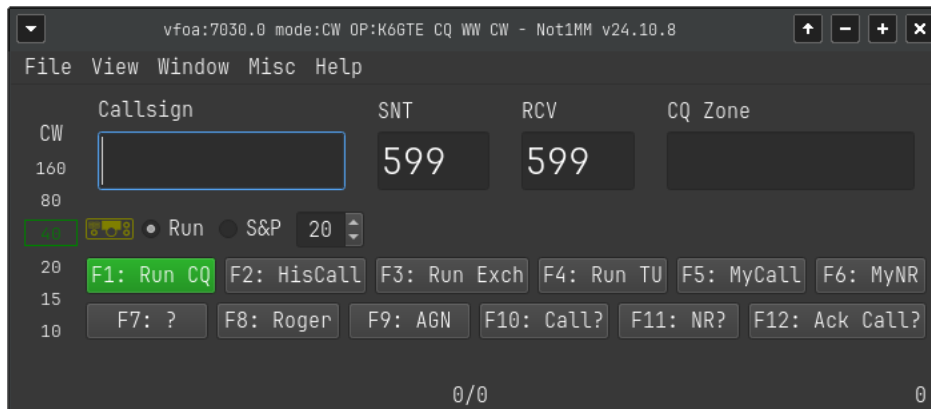 vfoa:7030.0 mode:CW OP:K6GTE CQ WW CW - Not1MM v24.10.8
File View Window Misc Help
Callsign SNT RCV CQ Zone
CW
599 599
160
80
40 Run S&P 20
20 F1: Run CQ F2: HisCall F3: Run Exch F4: Run TU F5: MyCall F6: MyNR
15
10 F7: ? F8: Roger F9: AGN F10: Call? F11: NR? F12: Ack Call?
0/0 0